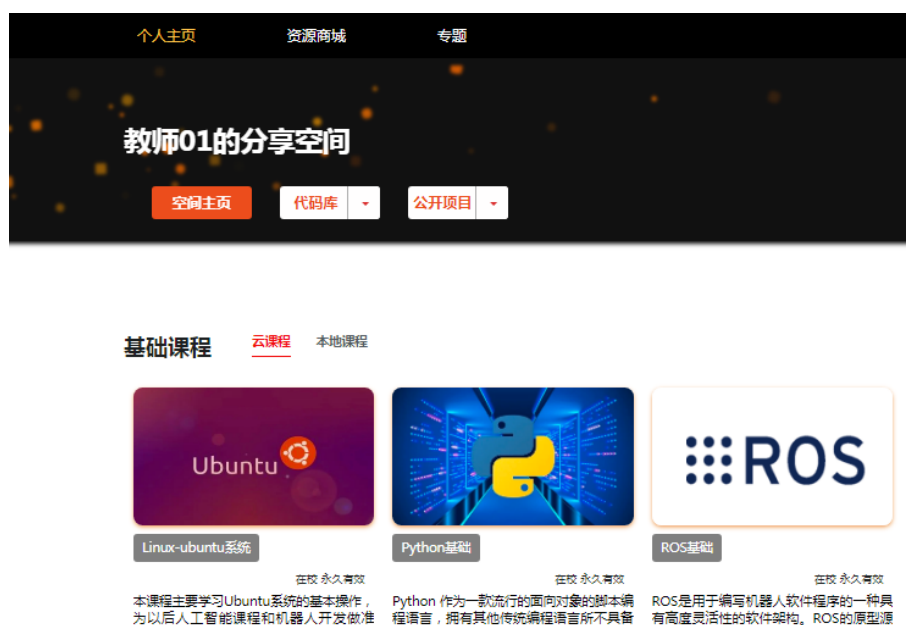 个人主页 资源商城 专题
教师01的分享空间
空间主页 代码库 公开项目
基础课程 云课程 本地课程
Ubuntu ROS
Linux-ubuntu系统 Python基础 ROS基础
在校 永久有效 在校 永久有效 在校 永久有效
本课程主要学习Ubuntu系统的基本操作， Python 作为一款流行的面向对象的脚本编 ROS是用于编写机器人软件程序的一种具
为以后人工智能课程和机器人开发做准 程语言，拥有其他传统编程语言所不具备 有高度灵活性的软件架构。ROS的原型源